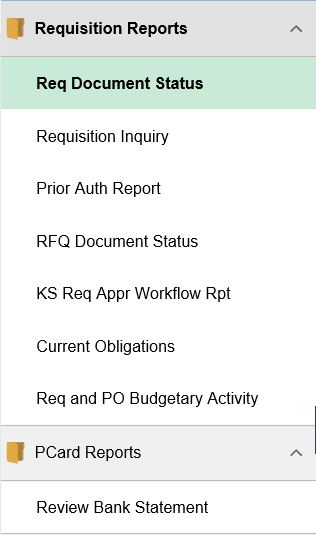 Requisition Reports
Req Document Status
Requisition Inquiry
Prior Auth Report
RFQ Document Status
KS Req Appr Workflow Rpt
Current Obligations
Req and PO Budgetary Activity
PCard Reports
Review Bank Statement